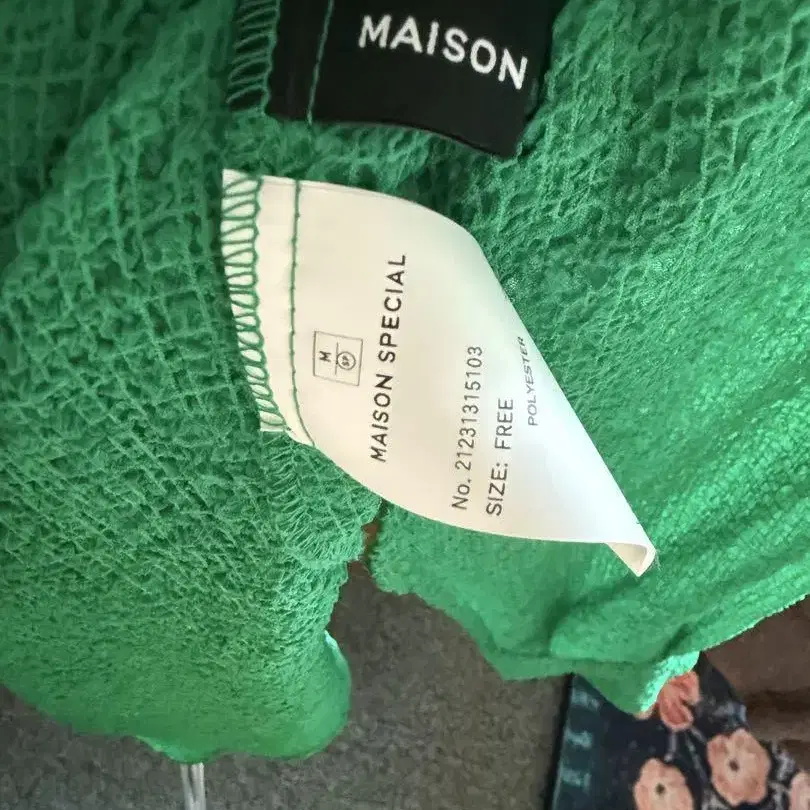 MAISON
M
SP
MAISON SPECIAL
No. 21231315103
SIZE: FREE
POLYESTER